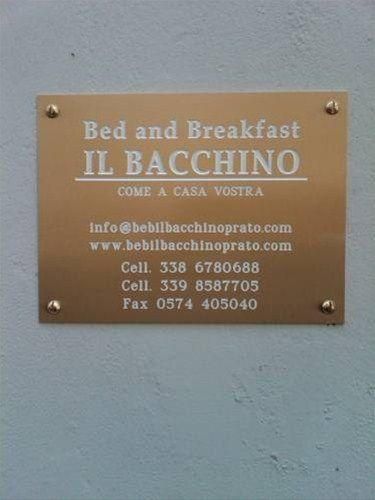 Bed and Breakfast
IL BACCHINO
COME A CASA VOSTRA
info@bebilbacchinoprato.com
www.bebilbacchinoprato.com
Cell. 338 6780688
Cell. 339 8587705
Fax 0574 405040